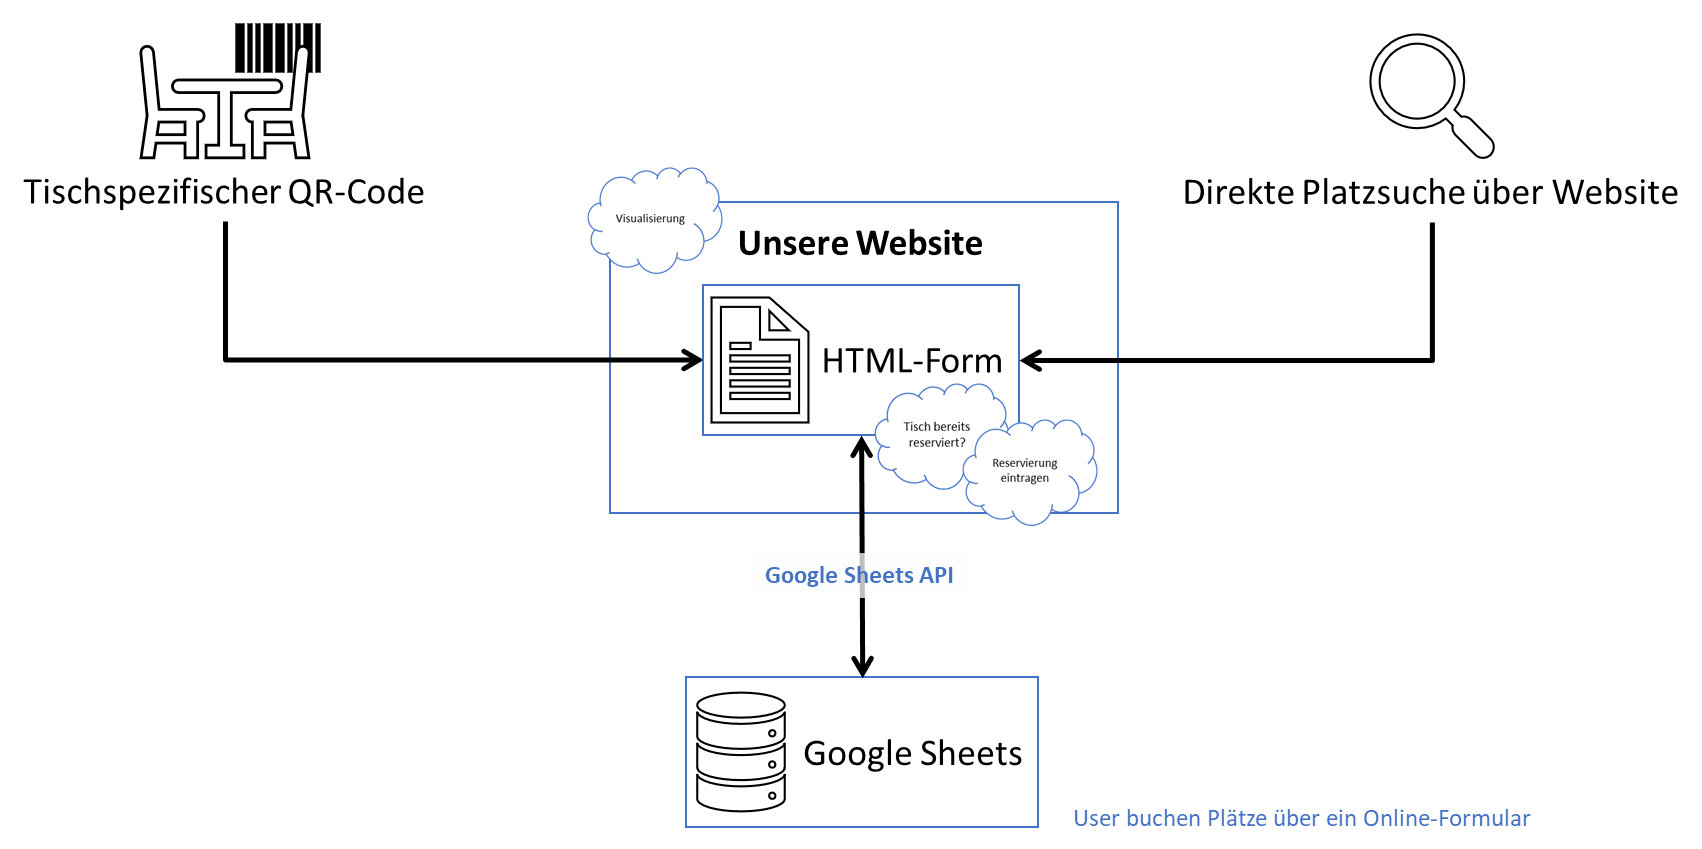 Tischspezifischer QR-Code
Direkte Platzsuche über Website
Visualisierung
Unsere Website
HTML-Form
Tisch bereits
reserviert?
Reservierung
eintragen
Google Sheets API
Google Sheets
User buchen Plätze über ein Online-Formular